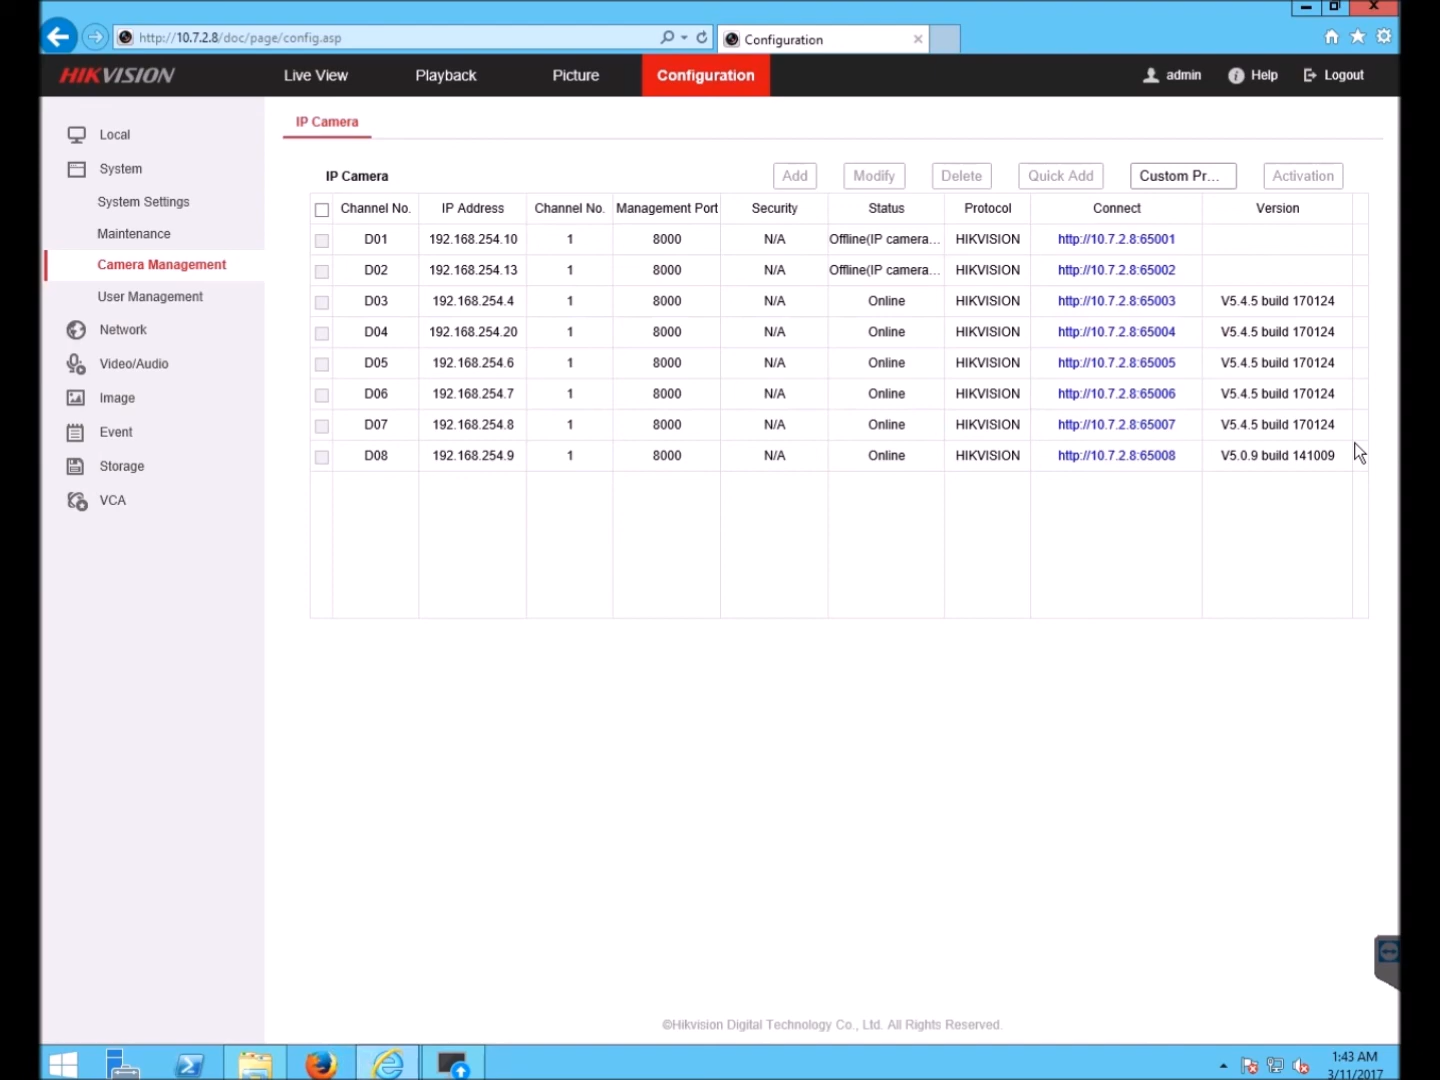 http://10.7.2.8/doc/page/config.asp
Configuration
HIKVISION
Live View
Playback
Picture
Configuration
admin
Help
Logout
Local
System
System Settings
Maintenance
Camera Management
User Management
Network
Video/Audio
Image
Event
Storage
VCA
IP Camera
IP Camera
Add
Modify
Delete
Quick Add
Custom Pr...
Activation
Channel No. IP Address Channel No. Management Port Security Status Protocol Connect Version
D01 192.168.254.10 1 8000 N/A Offline(IP camera... HIKVISION http://10.7.2.8:65001
D02 192.168.254.13 1 8000 N/A Offline(IP camera... HIKVISION http://10.7.2.8:65002
D03 192.168.254.4 1 8000 N/A Online HIKVISION http://10.7.2.8:65003 V5.4.5 build 170124
D04 192.168.254.20 1 8000 N/A Online HIKVISION http://10.7.2.8:65004 V5.4.5 build 170124
D05 192.168.254.6 1 8000 N/A Online HIKVISION http://10.7.2.8:65005 V5.4.5 build 170124
D06 192.168.254.7 1 8000 N/A Online HIKVISION http://10.7.2.8:65006 V5.4.5 build 170124
D07 192.168.254.8 1 8000 N/A Online HIKVISION http://10.7.2.8:65007 V5.4.5 build 170124
D08 192.168.254.9 1 8000 N/A Online HIKVISION http://10.7.2.8:65008 V5.0.9 build 141009
©Hikvision Digital Technology Co., Ltd. All Rights Reserved.
1:43 AM
3/11/2017